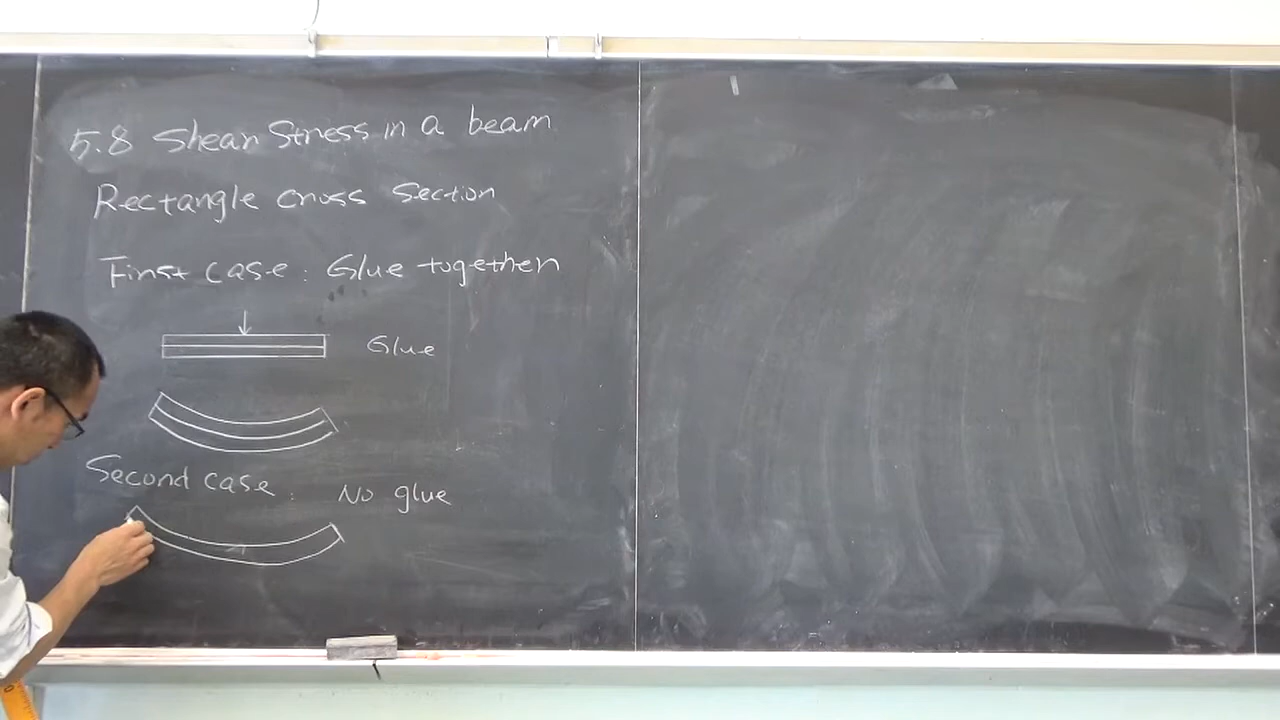 5.8 Shear Stress in a beam
Rectangle cross section
First case: Glue together
Glue
Second case: No glue